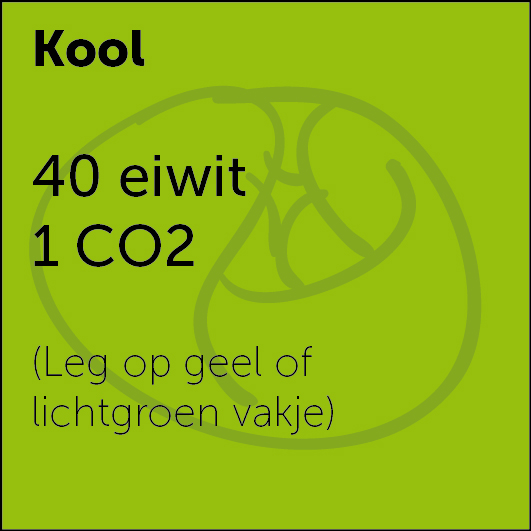 Kool
40 eiwit
1 CO2
(Leg op geel of
lichtgroen vakje)